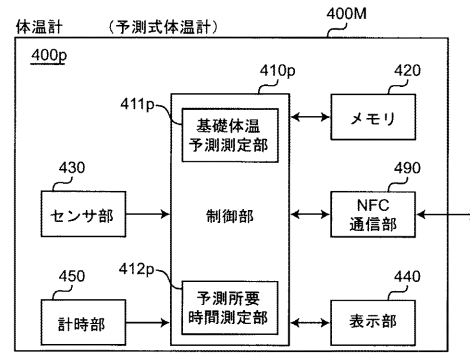 体温計 (予測式体温計) 400M
400p
410p 420
411p
基礎体温
予測測定部
メモリ
430 490
センサ部
制御部
NFC
通信部
412p
450 440
計時部
予測所要
時間測定部
表示部